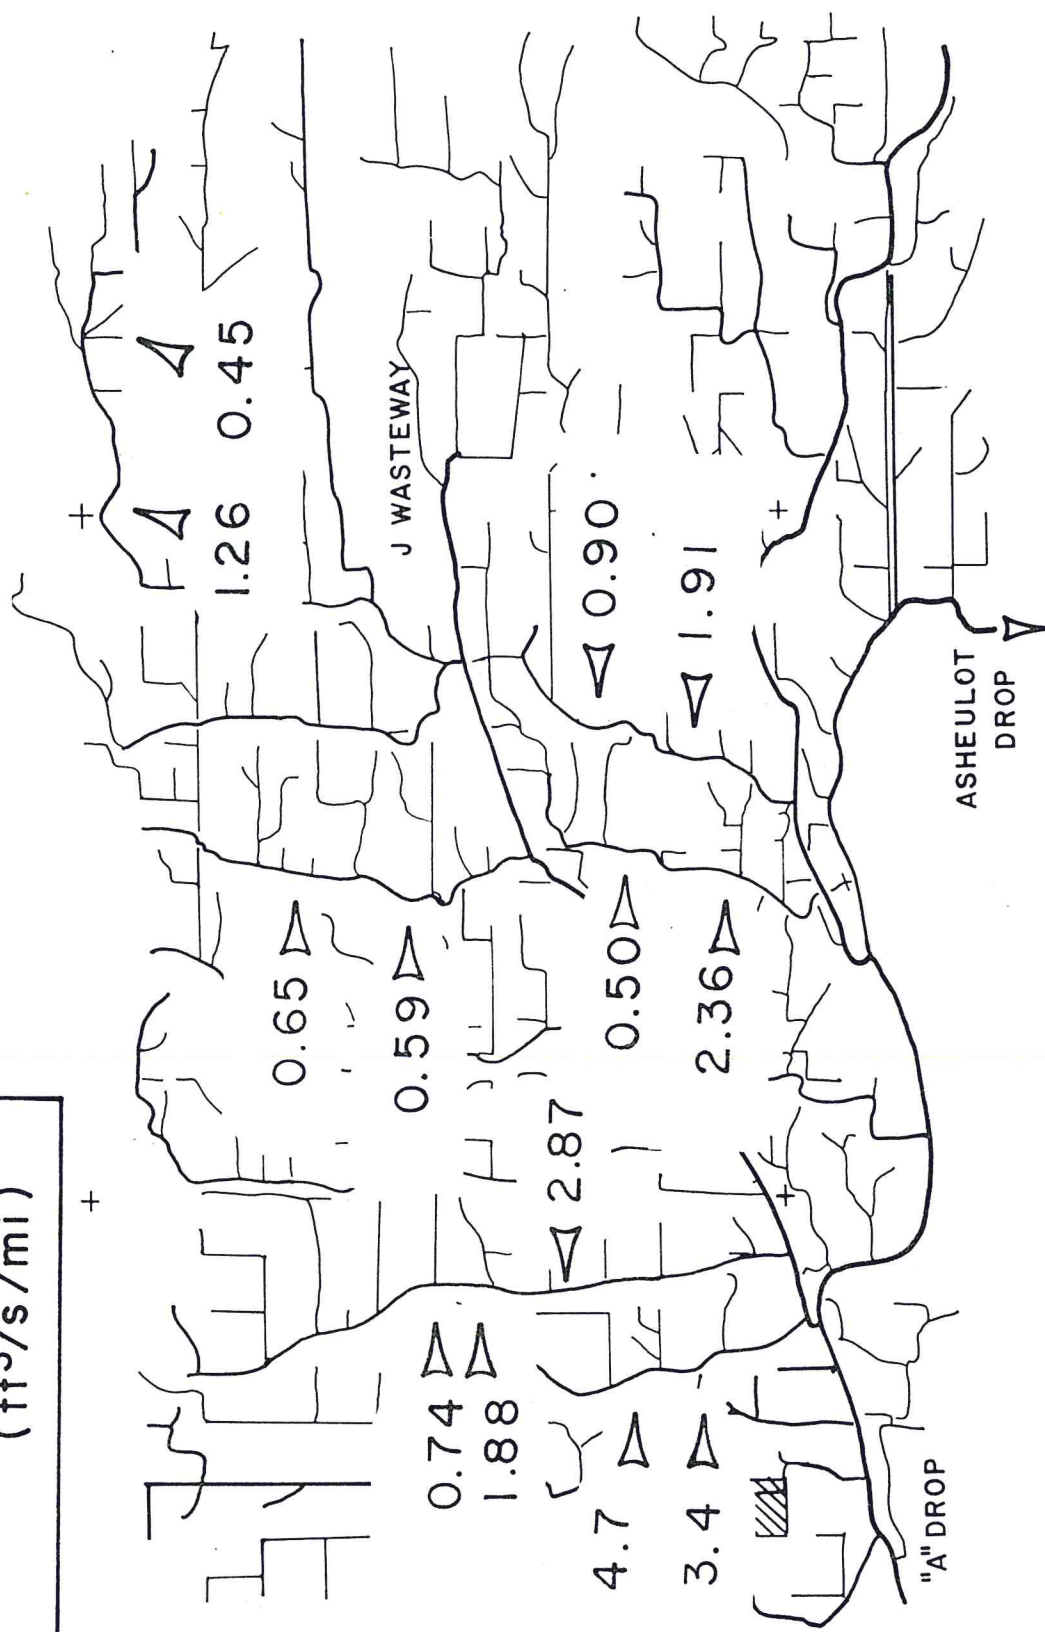 (ft³/s/mi)
1.26
0.45
J WASTEWAY
0.90
1.91
0.65
0.59
0.50
2.36
2.87
0.74
1.88
4.7
3.4
ASHEULOT
DROP
"A" DROP